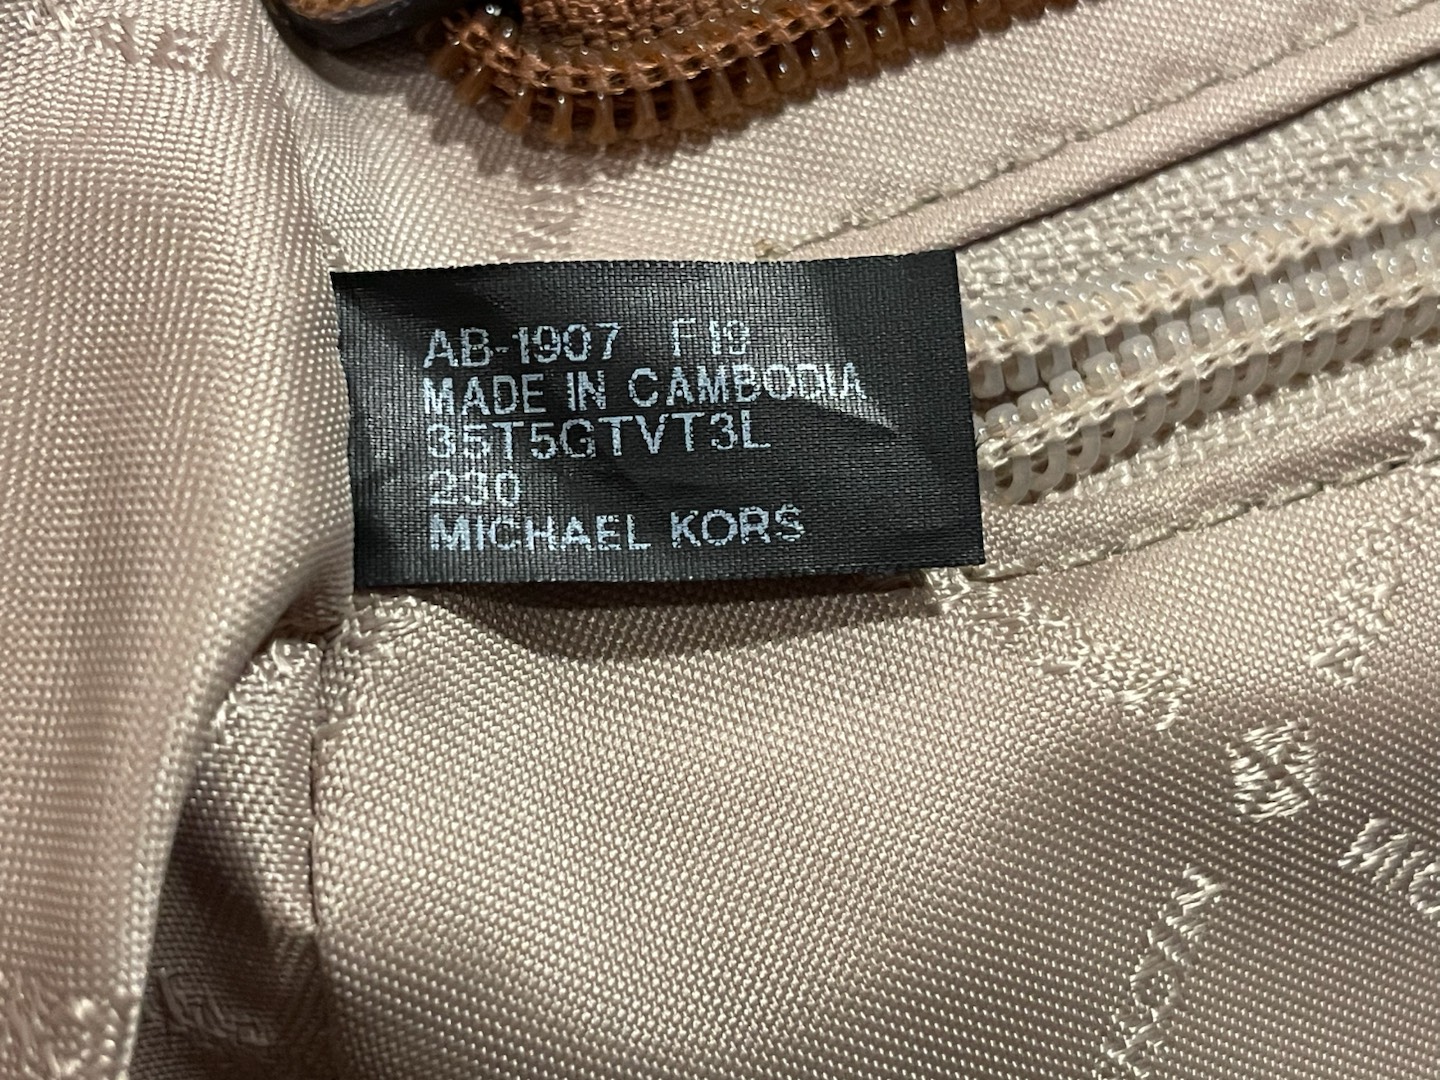 AB-1907 F19
MADE IN CAMBODIA
35T5GTVT3L
230
MICHAEL KORS